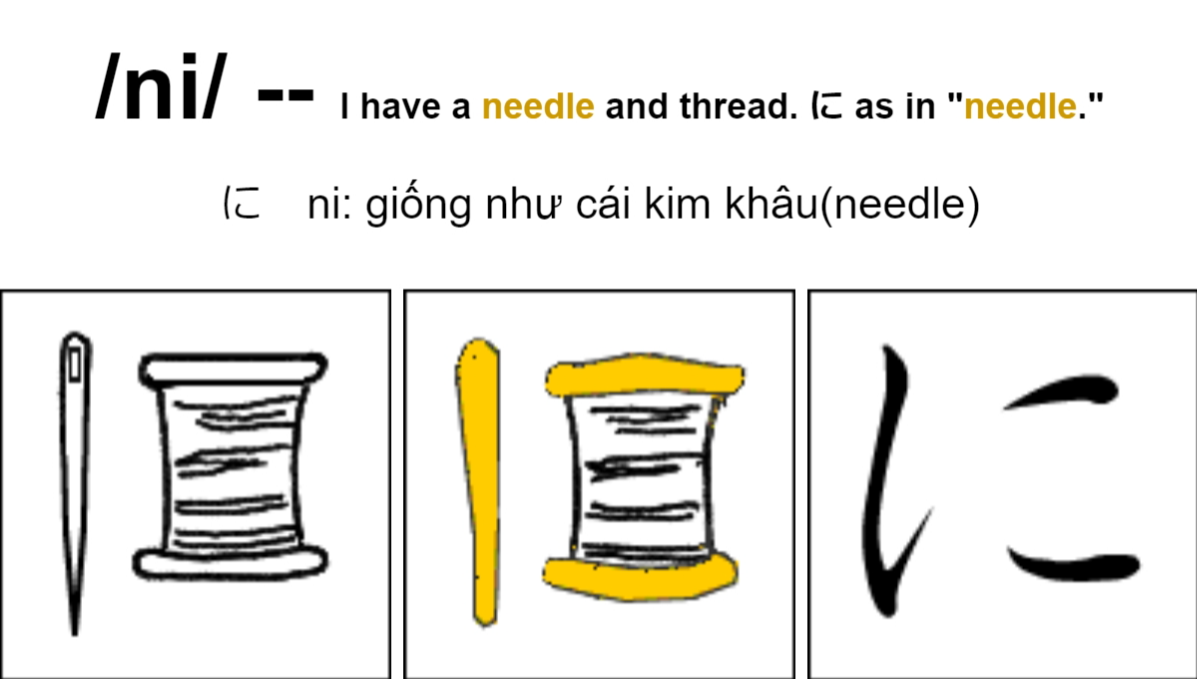 /ni/ -- I have a needle and thread. に as in "needle."
に ni: giống như cái kim khâu(needle)
に